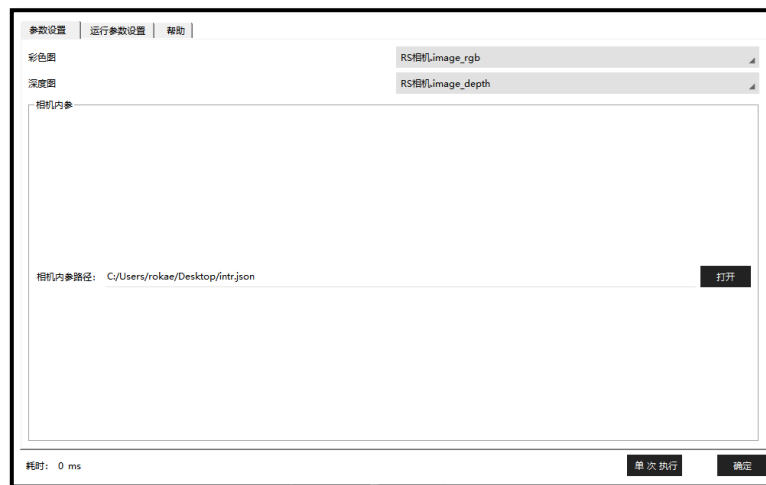 参数设置 运行参数设置 帮助
彩色图 RS相机.image_rgb
深度图 RS相机.image_depth
相机内参
相机内参路径: C:/Users/rokae/Desktop/intr.json 打开
耗时: 0 ms 单次执行 确定